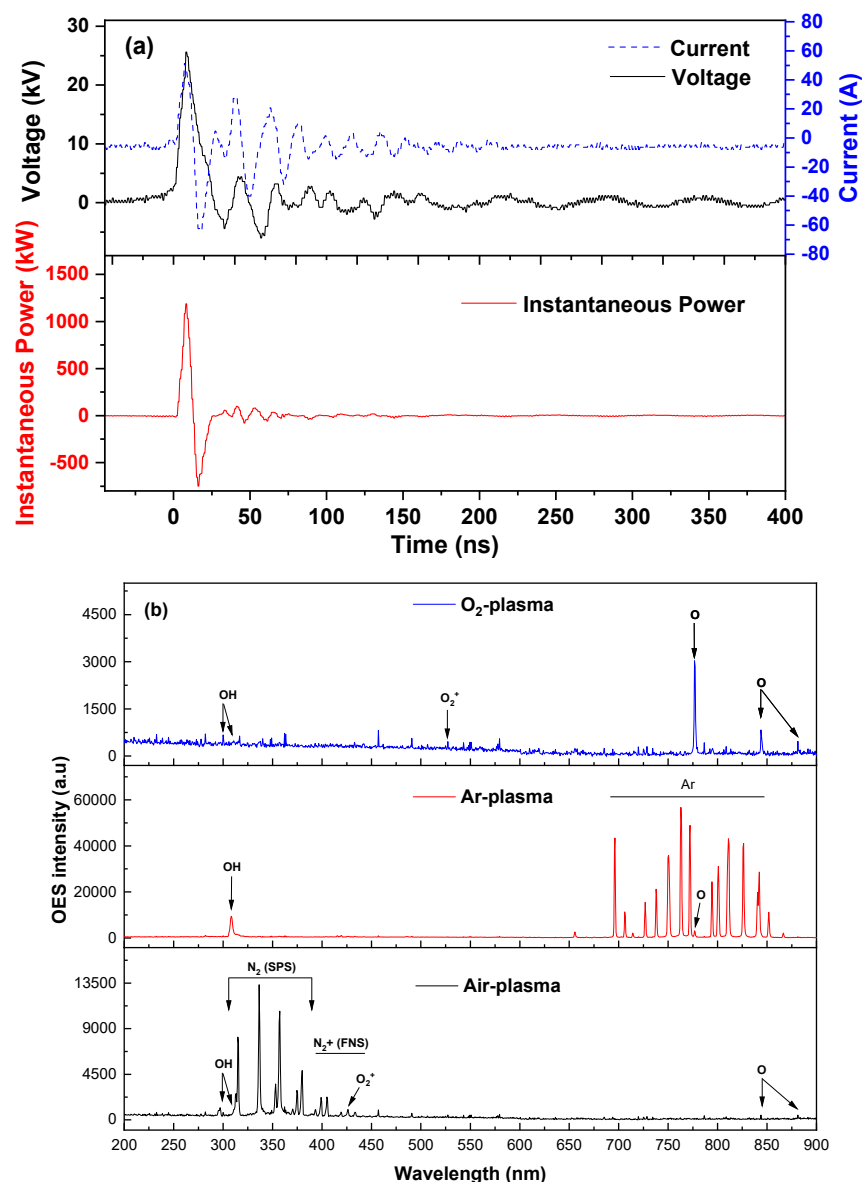 (a)
Current
Voltage
Voltage (kV)
30
20
10
0
Current (A)
80
60
40
20
0
-20
-40
-60
-80
Instantaneous Power
Instantaneous Power (kW)
1500
1000
500
0
-500
0 50 100 150 200 250 300 350 400
Time (ns)
(b)
O₂-plasma
4500
3000
1500
0
OH
O₂⁺
O
O
OES intensity (a.u)
Ar-plasma
60000
40000
20000
0
OH
Ar
O
Air-plasma
13500
9000
4500
0
N₂ (SPS)
N₂+ (FNS)
OH
O₂⁺
O
200 250 300 350 400 450 500 550 600 650 700 750 800 850 900
Wavelength (nm)